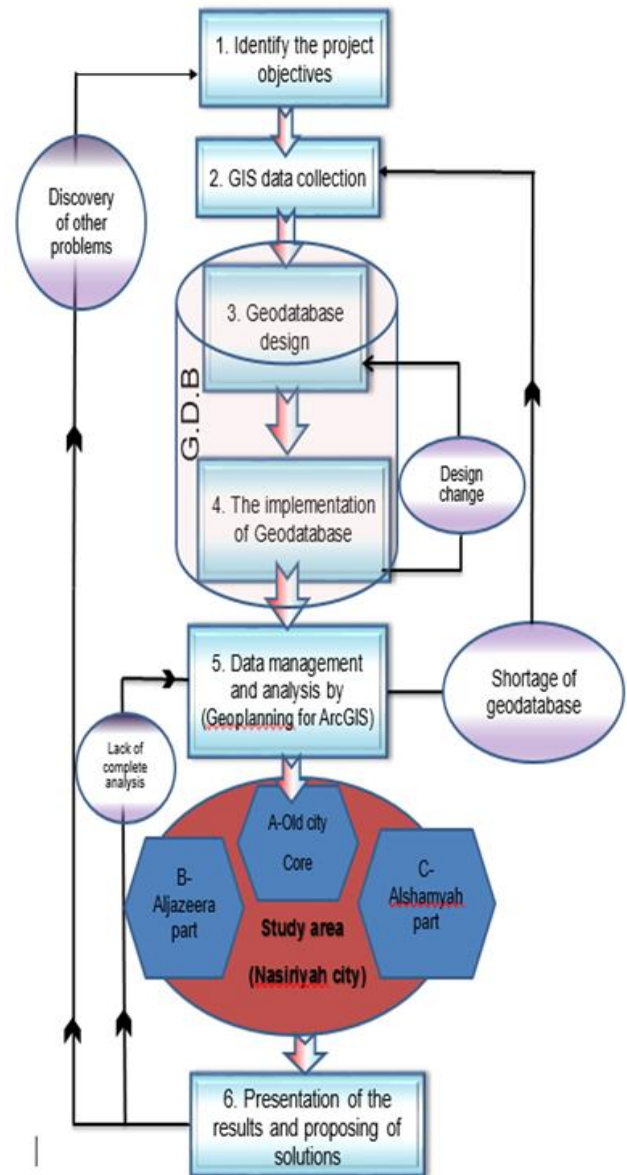 1. Identify the project
objectives
2. GIS data collection
Discovery
of other
problems
3. Geodatabase
design
G.D.B
Design
change
4. The implementation
of Geodatabase
5. Data management
and analysis by
(Geoplanning for ArcGIS)
Shortage of
geodatabase
Lack of
complete
analysis
A-Old city
Core
B-
Aljazeera
part
C-
Alshamyah
part
Study area
(Nasiriyah city)
6. Presentation of the
results and proposing of
solutions